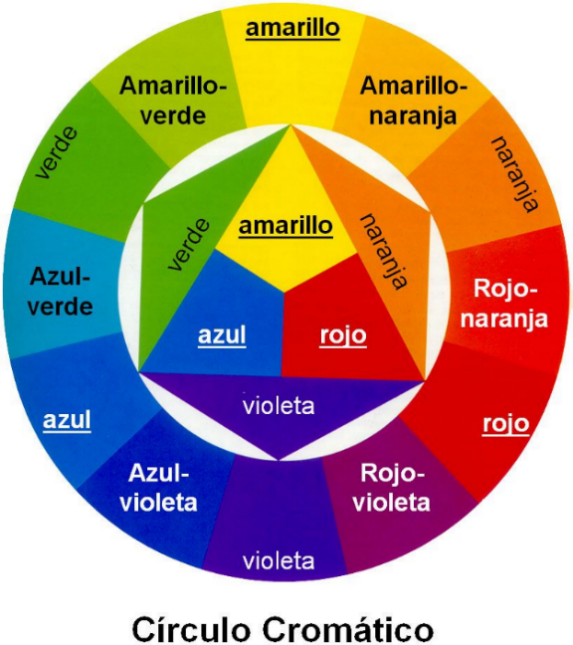 amarillo
Amarillo-
verde
Amarillo-
naranja
verde
naranja
amarillo
verde
naranja
Azul-
verde
Rojo-
naranja
azul
rojo
azul
violeta
rojo
Azul-
violeta
Rojo-
violeta
violeta
Círculo Cromático